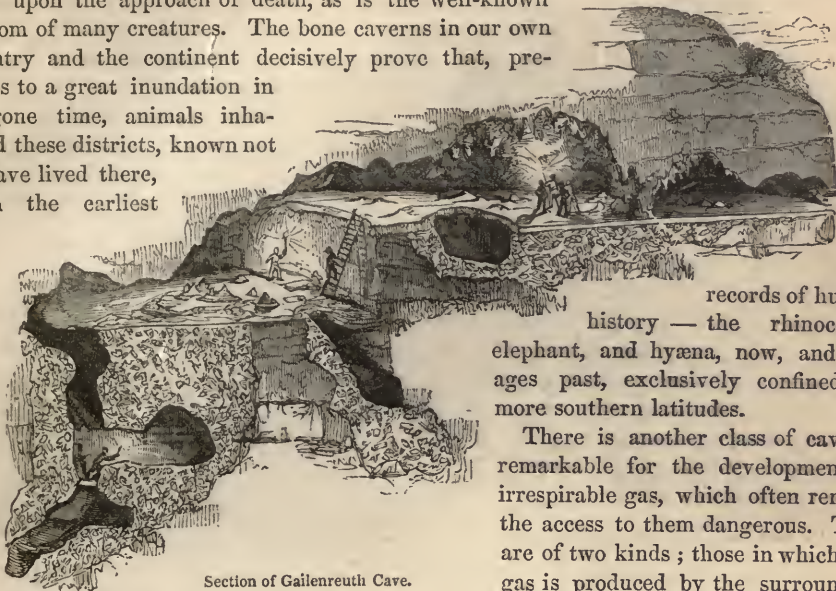 upon the approach of death, as is the well-known
om of many creatures. The bone caverns in our own
ntry and the continent decisively prove that, pre-
s to a great inundation in
rone time, animals inha-
d these districts, known not
ave lived there,
the earliest
records of hu
history — the rhinoc
elephant, and hyæna, now, and
ages past, exclusively confined
more southern latitudes.
There is another class of cav
remarkable for the developmen
irrespirable gas, which often ren
the access to them dangerous. T
are of two kinds ; those in which
gas is produced by the surroun
Section of Gailenreuth Cave.